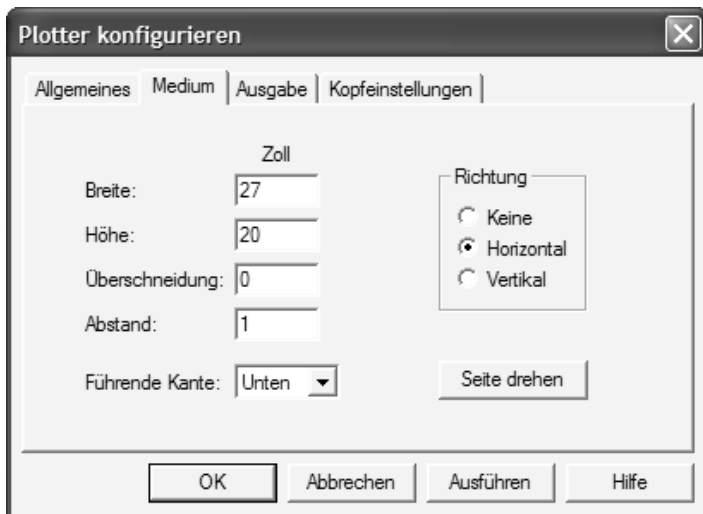 Plotter konfigurieren
Allgemeines Medium Ausgabe Kopfeinstellungen
Zoll
Breite: 27
Höhe: 20
Überschneidung: 0
Abstand: 1
Führende Kante: Unten
Richtung
Keine
Horizontal
Vertikal
Seite drehen
OK Abbrechen Ausführen Hilfe